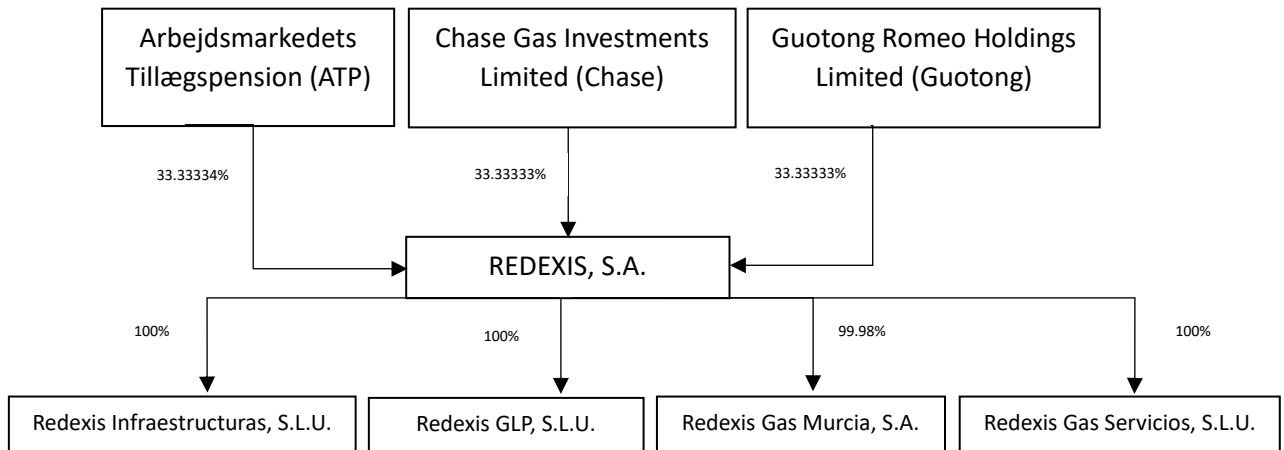 Arbejdsmarkedets
Tillægspension (ATP)
Chase Gas Investments
Limited (Chase)
Guotong Romeo Holdings
Limited (Guotong)
33.33334%
33.33333%
33.33333%
REDEXIS, S.A.
100%
100%
99.98%
100%
Redexis Infraestructuras, S.L.U.
Redexis GLP, S.L.U.
Redexis Gas Murcia, S.A.
Redexis Gas Servicios, S.L.U.